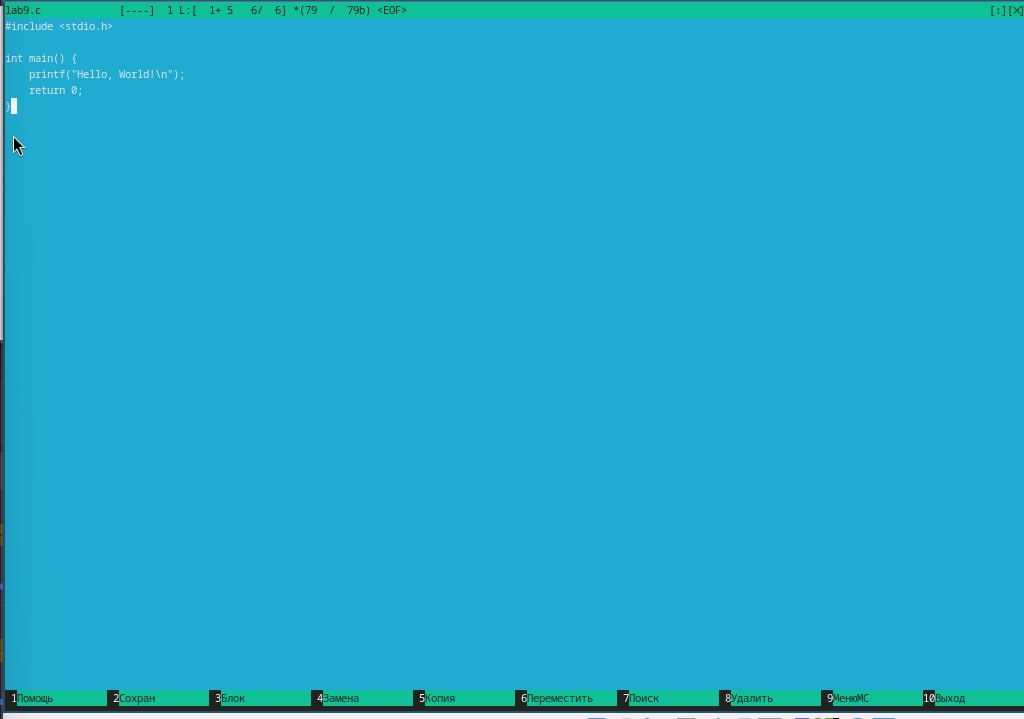 lab9.c [----] 1 L:[ 1+ 5 6/ 6] *(79 / 79b) <EOF> [↕][X]
#include <stdio.h>
int main() {
    printf("Hello, World!\n");
    return 0;
}
1Помощь 2Сохран 3Блок 4Замена 5Копия 6Переместить 7Поиск 8Удалить 9МенюMC 10Выход